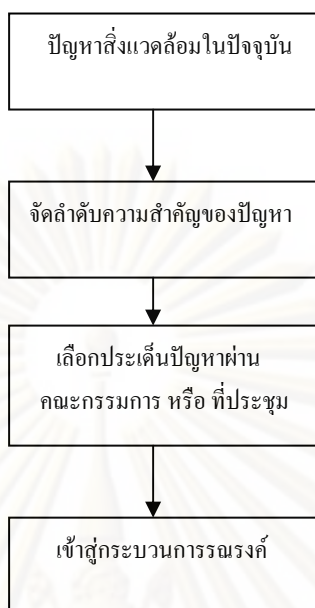 ปัญหาสิ่งแวดล้อมในปัจจุบัน
จัดลำดับความสำคัญของปัญหา
เลือกประเด็นปัญหาผ่าน
คณะกรรมการ หรือ ที่ประชุม
เข้าสู่กระบวนการรณรงค์